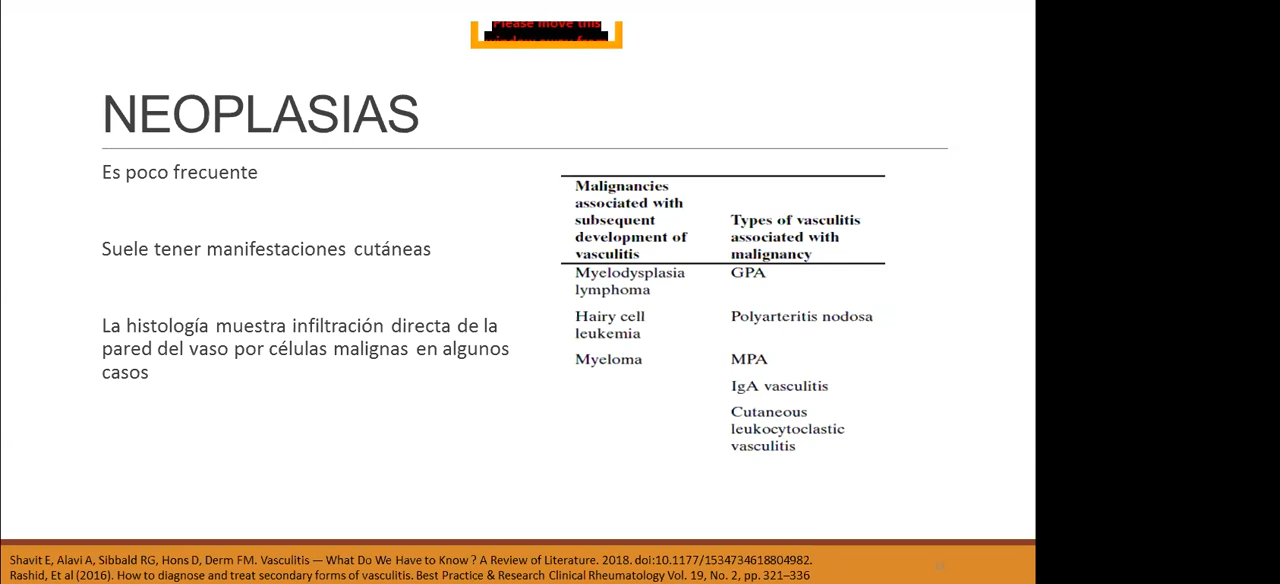 Please move this
NEOPLASIAS
Es poco frecuente
Suele tener manifestaciones cutáneas
La histología muestra infiltración directa de la
pared del vaso por células malignas en algunos
casos
Malignancies
associated with
subsequent
development of
vasculitis
Types of vasculitis
associated with
malignancy
Myelodysplasia
lymphoma
GPA
Hairy cell
leukemia
Polyarteritis nodosa
Myeloma
MPA
IgA vasculitis
Cutaneous
leukocytoclastic
vasculitis
Shavit E, Alavi A, Sibbald RG, Hons D, Derm FM. Vasculitis — What Do We Have to Know ? A Review of Literature. 2018. doi:10.1177/1534734618804982.
Rashid, Et al (2016). How to diagnose and treat secondary forms of vasculitis. Best Practice & Research Clinical Rheumatology Vol. 19, No. 2, pp. 321–336